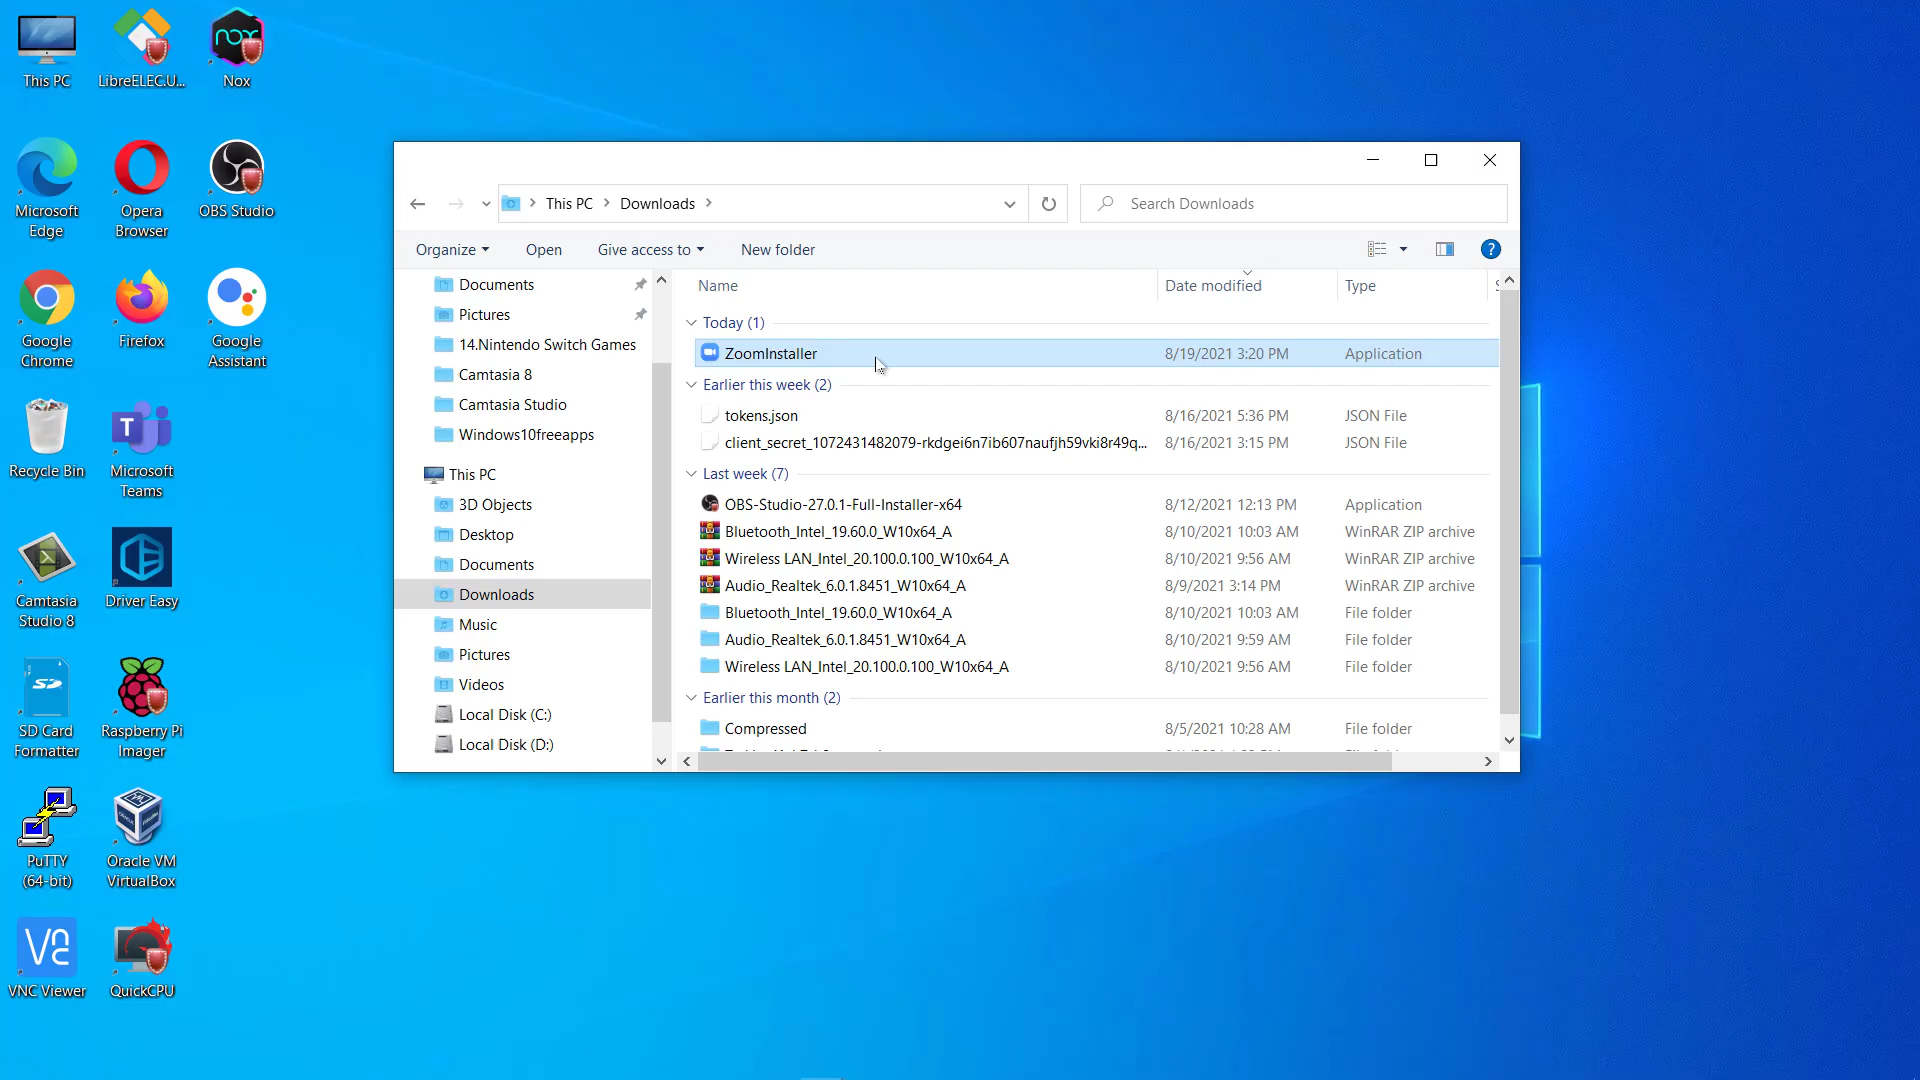 This PC
LibreELEC.U...
Nox
Microsoft
Edge
Opera
Browser
OBS Studio
Google
Chrome
Firefox
Google
Assistant
Recycle Bin
Microsoft
Teams
Camtasia
Studio 8
Driver Easy
SD Card
Formatter
Raspberry Pi
Imager
PuTTY
(64-bit)
Oracle VM
VirtualBox
VNC Viewer
QuickCPU
This PC > Downloads >
Search Downloads
Organize Open Give access to New folder
Documents
Pictures
14.Nintendo Switch Games
Camtasia 8
Camtasia Studio
Windows10freeapps
This PC
3D Objects
Desktop
Documents
Downloads
Music
Pictures
Videos
Local Disk (C:)
Local Disk (D:)
Name Date modified Type
Today (1)
ZoomInstaller 8/19/2021 3:20 PM Application
Earlier this week (2)
tokens.json 8/16/2021 5:36 PM JSON File
client_secret_1072431482079-rkdgei6n7ib607naufjh59vki8r49q... 8/16/2021 3:15 PM JSON File
Last week (7)
OBS-Studio-27.0.1-Full-Installer-x64 8/12/2021 12:13 PM Application
Bluetooth_Intel_19.60.0_W10x64_A 8/10/2021 10:03 AM WinRAR ZIP archive
Wireless LAN_Intel_20.100.0.100_W10x64_A 8/10/2021 9:56 AM WinRAR ZIP archive
Audio_Realtek_6.0.1.8451_W10x64_A 8/9/2021 3:14 PM WinRAR ZIP archive
Bluetooth_Intel_19.60.0_W10x64_A 8/10/2021 10:03 AM File folder
Audio_Realtek_6.0.1.8451_W10x64_A 8/10/2021 9:59 AM File folder
Wireless LAN_Intel_20.100.0.100_W10x64_A 8/10/2021 9:56 AM File folder
Earlier this month (2)
Compressed 8/5/2021 10:28 AM File folder